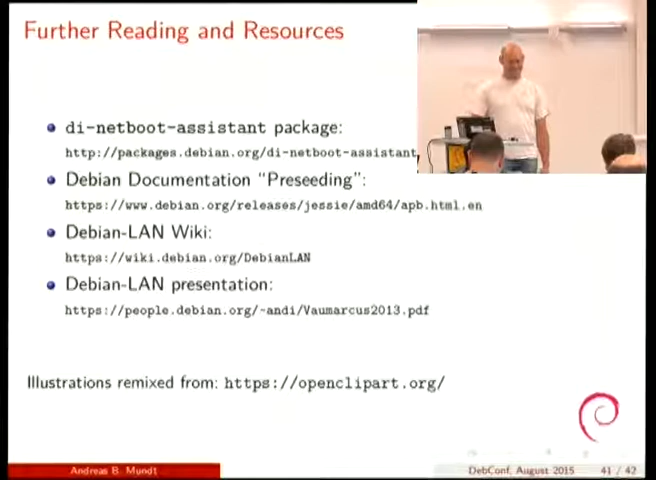 Further Reading and Resources
di-netboot-assistant package:
http://packages.debian.org/di-netboot-assistant
Debian Documentation “Preseeding”:
https://www.debian.org/releases/jessie/amd64/apb.html.en
Debian-LAN Wiki:
https://wiki.debian.org/DebianLAN
Debian-LAN presentation:
https://people.debian.org/~andi/Vaumarcus2013.pdf
Illustrations remixed from: https://openclipart.org/
Andreas B. Mundt
DebConf, August 2015
41 / 42